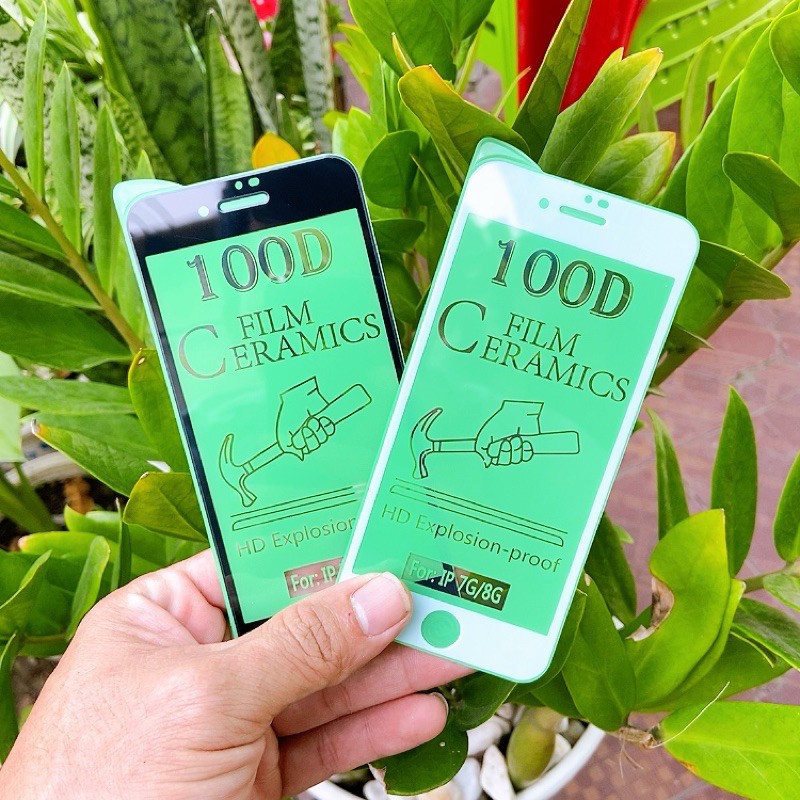 100D
FILM
CERAMICS
HD Explosion
For: IP
100D
FILM
CERAMICS
HD Explosion-proof
For: IP 7G/8G